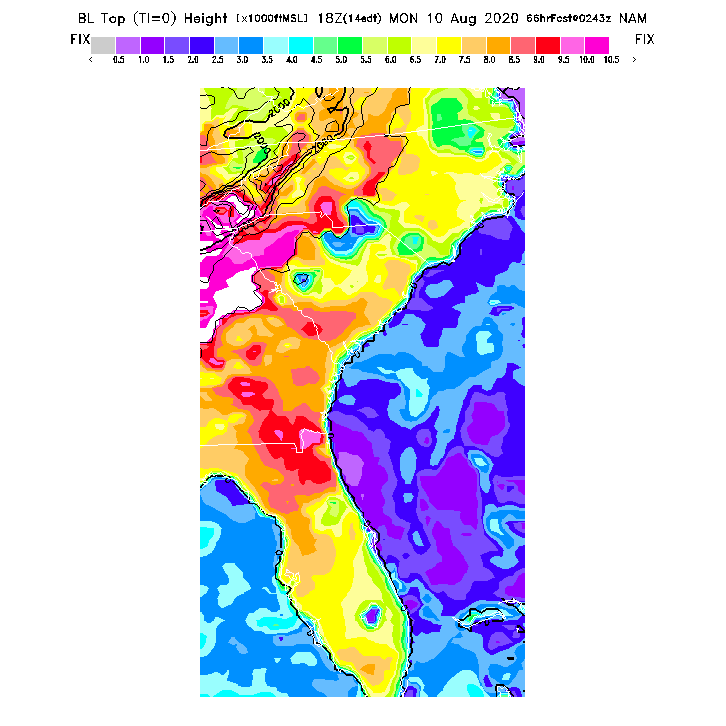 BL Top (TI=0) Height [x1000ftMSL] 18Z(14edt) MON 10 Aug 2020 66hrFcst@0243z NAM
FIX FIX
< 0.5 1.0 1.5 2.0 2.5 3.0 3.5 4.0 4.5 5.0 5.5 6.0 6.5 7.0 7.5 8.0 8.5 9.0 9.5 10.0 10.5 >
2000
2000
2000